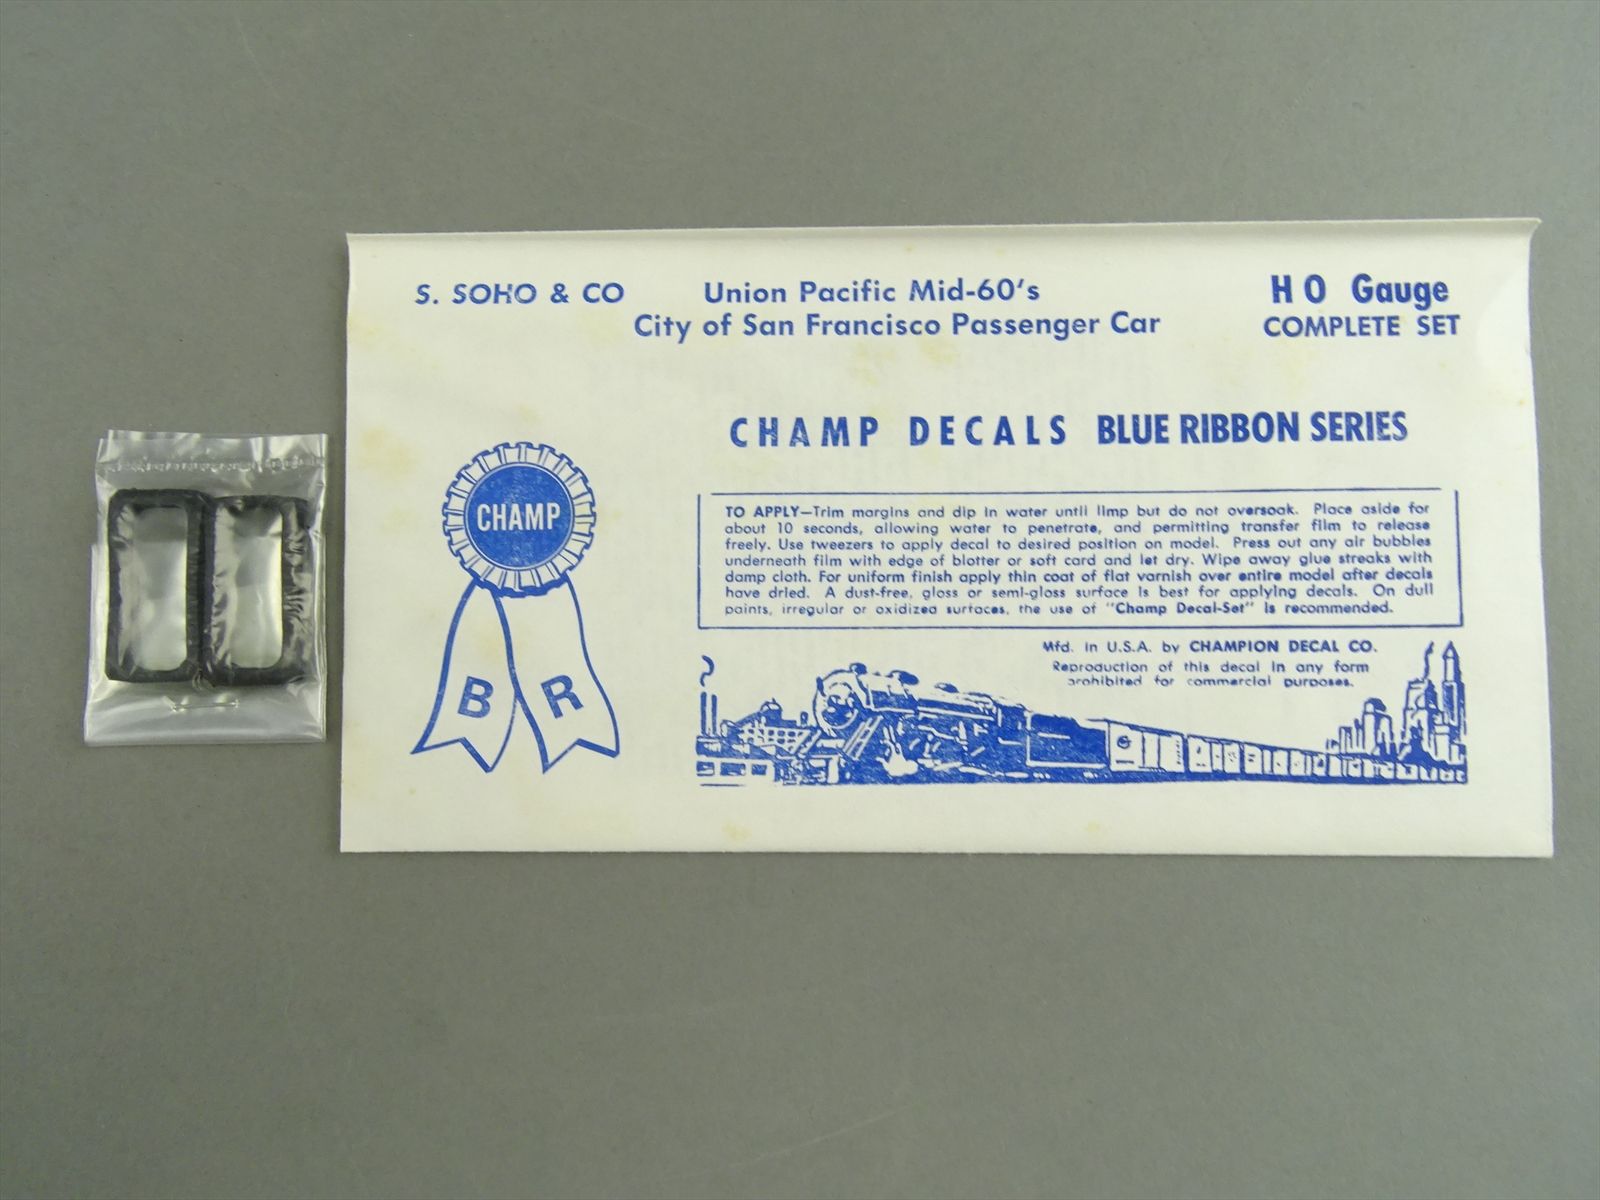 S. SOHO & CO
Union Pacific Mid-60's
City of San Francisco Passenger Car
H O Gauge
COMPLETE SET
CHAMP DECALS BLUE RIBBON SERIES
CHAMP
B R
TO APPLY—Trim margins and dip in water until limp but do not oversoak. Place aside for
about 10 seconds, allowing water to penetrate, and permitting transfer film to release
freely. Use tweezers to apply decal to desired position on model. Press out any air bubbles
underneath film with edge of blotter or soft card and let dry. Wipe away glue streaks with
damp cloth. For uniform finish apply thin coat of flat varnish over entire model after decals
have dried. A dust-free, gloss or semi-gloss surface is best for applying decals. On dull
paints, irregular or oxidized surfaces, the use of "Champ Decal-Set" is recommended.
Mfd. in U.S.A. by CHAMPION DECAL CO.
Reproduction of this decal in any form
prohibited for commercial purposes.